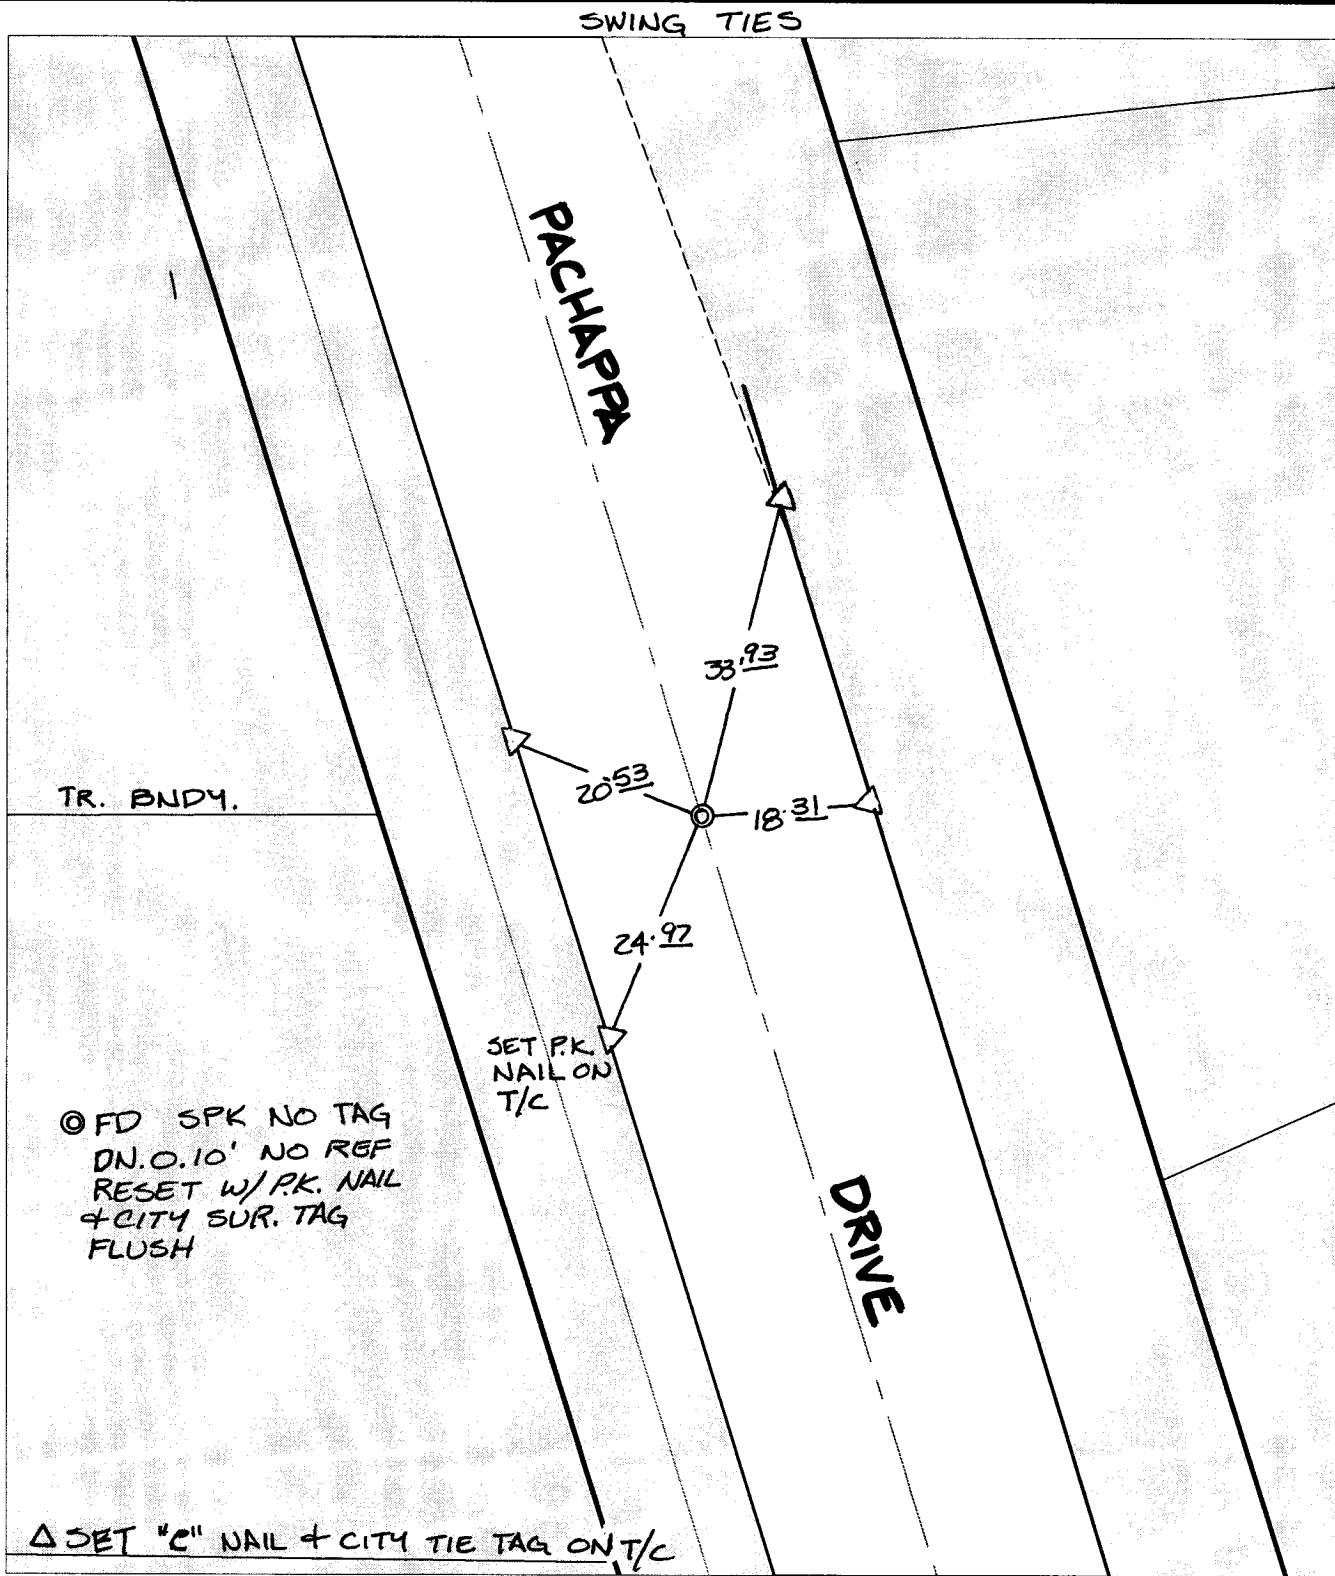 SWING TIES
PACHAPPA
33.93
20.53
TR. BNDY.
18.31
24.97
SET P.K.
NAIL ON
T/C
◎ FD SPK NO TAG
DN. 0.10' NO REF
RESET W/ P.K. NAIL
& CITY SUR. TAG
FLUSH
DRIVE
△ SET "C" NAIL & CITY TIE TAG ON T/C